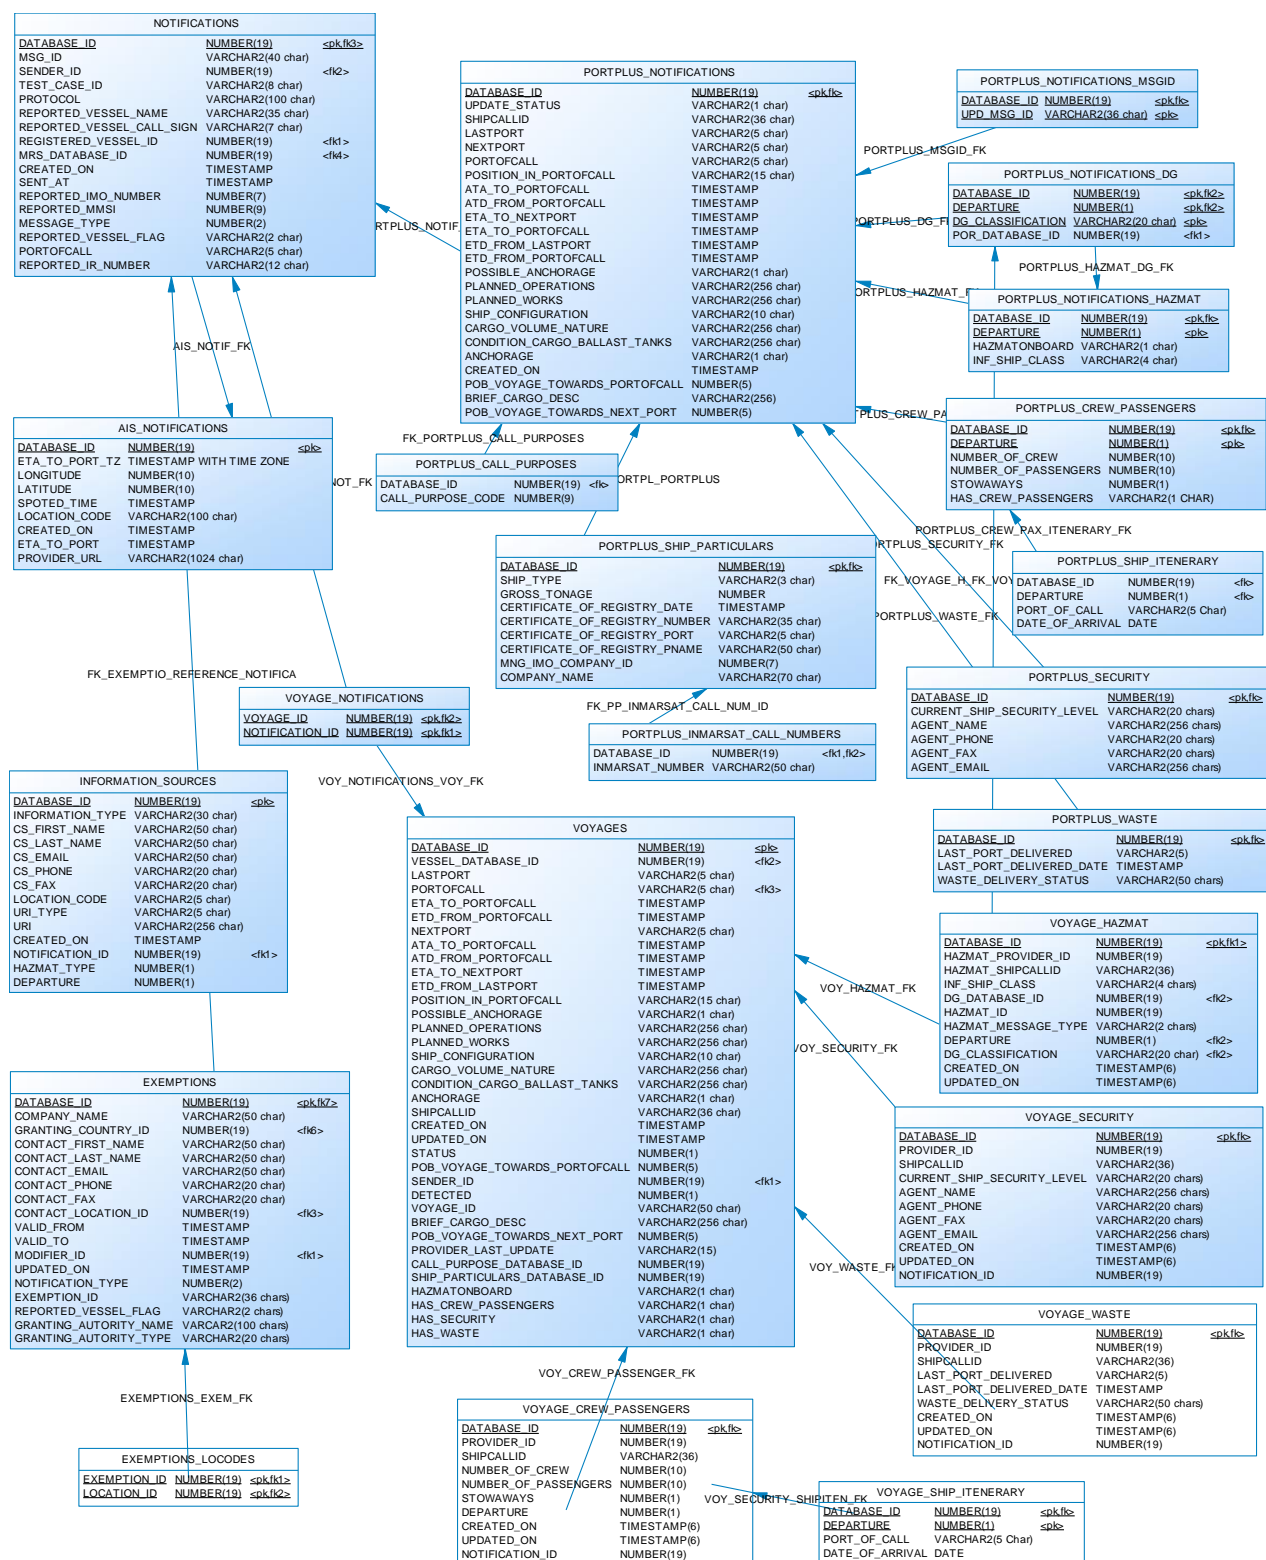 NOTIFICATIONS
DATABASE_ID NUMBER(19) <pk,fk3>
MSG_ID VARCHAR2(40 char)
SENDER_ID NUMBER(19) <fk2>
TEST_CASE_ID VARCHAR2(8 char)
PROTOCOL VARCHAR2(100 char)
REPORTED_VESSEL_NAME VARCHAR2(35 char)
REPORTED_VESSEL_CALL_SIGN VARCHAR2(7 char)
REGISTERED_VESSEL_ID NUMBER(19) <fk1>
MRS_DATABASE_ID NUMBER(19) <fk4>
CREATED_ON TIMESTAMP
SENT_AT TIMESTAMP
REPORTED_IMO_NUMBER NUMBER(7)
REPORTED_MMSI NUMBER(9)
MESSAGE_TYPE NUMBER(2)
REPORTED_VESSEL_FLAG VARCHAR2(2 char)
PORTOFCALL VARCHAR2(5 char)
REPORTED_IR_NUMBER VARCHAR2(12 char)
RTPLUS_NOTIF_
PORTPLUS_NOTIFICATIONS
DATABASE_ID NUMBER(19) <pk,fk>
UPDATE_STATUS VARCHAR2(1 char)
SHIPCALLID VARCHAR2(36 char)
LASTPORT VARCHAR2(5 char)
NEXTPORT VARCHAR2(5 char)
PORTOFCALL VARCHAR2(5 char)
POSITION_IN_PORTOFCALL VARCHAR2(15 char)
ATA_TO_PORTOFCALL TIMESTAMP
ATD_FROM_PORTOFCALL TIMESTAMP
ETA_TO_NEXTPORT TIMESTAMP
ETA_TO_PORTOFCALL TIMESTAMP
ETD_FROM_LASTPORT TIMESTAMP
ETD_FROM_PORTOFCALL TIMESTAMP
POSSIBLE_ANCHORAGE VARCHAR2(1 char)
PLANNED_OPERATIONS VARCHAR2(256 char)
PLANNED_WORKS VARCHAR2(256 char)
SHIP_CONFIGURATION VARCHAR2(10 char)
CARGO_VOLUME_NATURE VARCHAR2(256 char)
CONDITION_CARGO_BALLAST_TANKS VARCHAR2(256 char)
ANCHORAGE VARCHAR2(1 char)
CREATED_ON TIMESTAMP
POB_VOYAGE_TOWARDS_PORTOFCALL NUMBER(5)
BRIEF_CARGO_DESC VARCHAR2(256)
POB_VOYAGE_TOWARDS_NEXT_PORT NUMBER(5)
PORTPLUS_NOTIFICATIONS_MSGID
DATABASE_ID NUMBER(19) <pk,fk>
UPD_MSG_ID VARCHAR2(36 char) <pk>
PORTPLUS_MSGID_FK
PORTPLUS_NOTIFICATIONS_DG
DATABASE_ID NUMBER(19) <pk,fk2>
DEPARTURE NUMBER(1) <pk,fk2>
DG_CLASSIFICATION VARCHAR2(20 char) <pk>
POR_DATABASE_ID NUMBER(19) <fk1>
PORTPLUS_DG_F
PORTPLUS_HAZMAT_DG_FK
ORTPLUS_HAZMAT_F
PORTPLUS_NOTIFICATIONS_HAZMAT
DATABASE_ID NUMBER(19) <pk,fk>
DEPARTURE NUMBER(1) <pk>
HAZMATONBOARD VARCHAR2(1 char)
INF_SHIP_CLASS VARCHAR2(4 char)
TPLUS_CREW_PA
PORTPLUS_CREW_PASSENGERS
DATABASE_ID NUMBER(19) <pk,fk>
DEPARTURE NUMBER(1) <pk>
NUMBER_OF_CREW NUMBER(10)
NUMBER_OF_PASSENGERS NUMBER(10)
STOWAWAYS NUMBER(1)
HAS_CREW_PASSENGERS VARCHAR2(1 CHAR)
AIS_NOTIF_FK
AIS_NOTIFICATIONS
DATABASE_ID NUMBER(19) <pk>
ETA_TO_PORT_TZ TIMESTAMP WITH TIME ZONE
LONGITUDE NUMBER(10)
LATITUDE NUMBER(10)
SPOTED_TIME TIMESTAMP
LOCATION_CODE VARCHAR2(100 char)
CREATED_ON TIMESTAMP
ETA_TO_PORT TIMESTAMP
PROVIDER_URL VARCHAR2(1024 char)
NOT_FK
FK_PORTPLUS_CALL_PURPOSES
PORTPLUS_CALL_PURPOSES
DATABASE_ID NUMBER(19) <fk>
CALL_PURPOSE_CODE NUMBER(9)
ORTPL_PORTPLUS
PORTPLUS_SHIP_PARTICULARS
DATABASE_ID NUMBER(19) <pk,fk>
SHIP_TYPE VARCHAR2(3 char)
GROSS_TONAGE NUMBER
CERTIFICATE_OF_REGISTRY_DATE TIMESTAMP
CERTIFICATE_OF_REGISTRY_NUMBER VARCHAR2(35 char)
CERTIFICATE_OF_REGISTRY_PORT VARCHAR2(5 char)
CERTIFICATE_OF_REGISTRY_PNAME VARCHAR2(50 char)
MNG_IMO_COMPANY_ID NUMBER(7)
COMPANY_NAME VARCHAR2(70 char)
PORTPLUS_CREW_PAX_ITENERARY_FK
RTPLUS_SECURITY_FK
FK_VOYAGE_H_FK_VOY
PORTPLUS_WASTE_FK
PORTPLUS_SHIP_ITENERARY
DATABASE_ID NUMBER(19) <fk>
DEPARTURE NUMBER(1) <fk>
PORT_OF_CALL VARCHAR2(5 Char)
DATE_OF_ARRIVAL DATE
FK_EXEMPTIO_REFERENCE_NOTIFICA
VOYAGE_NOTIFICATIONS
VOYAGE_ID NUMBER(19) <pk,fk2>
NOTIFICATION_ID NUMBER(19) <pk,fk1>
FK_PP_INMARSAT_CALL_NUM_ID
PORTPLUS_INMARSAT_CALL_NUMBERS
DATABASE_ID NUMBER(19) <fk1,fk2>
INMARSAT_NUMBER VARCHAR2(50 char)
PORTPLUS_SECURITY
DATABASE_ID NUMBER(19) <pk,fk>
CURRENT_SHIP_SECURITY_LEVEL VARCHAR2(20 chars)
AGENT_NAME VARCHAR2(256 chars)
AGENT_PHONE VARCHAR2(20 chars)
AGENT_FAX VARCHAR2(20 chars)
AGENT_EMAIL VARCHAR2(256 chars)
VOY_NOTIFICATIONS_VOY_FK
INFORMATION_SOURCES
DATABASE_ID NUMBER(19) <pk>
INFORMATION_TYPE VARCHAR2(30 char)
CS_FIRST_NAME VARCHAR2(50 char)
CS_LAST_NAME VARCHAR2(50 char)
CS_EMAIL VARCHAR2(50 char)
CS_PHONE VARCHAR2(20 char)
CS_FAX VARCHAR2(20 char)
LOCATION_CODE VARCHAR2(5 char)
URI_TYPE VARCHAR2(5 char)
URI VARCHAR2(256 char)
CREATED_ON TIMESTAMP
NOTIFICATION_ID NUMBER(19) <fk1>
HAZMAT_TYPE NUMBER(1)
DEPARTURE NUMBER(1)
VOYAGES
DATABASE_ID NUMBER(19) <pk>
VESSEL_DATABASE_ID NUMBER(19) <fk2>
LASTPORT VARCHAR2(5 char)
PORTOFCALL VARCHAR2(5 char) <fk3>
ETA_TO_PORTOFCALL TIMESTAMP
ETD_FROM_PORTOFCALL TIMESTAMP
NEXTPORT VARCHAR2(5 char)
ATA_TO_PORTOFCALL TIMESTAMP
ATD_FROM_PORTOFCALL TIMESTAMP
ETA_TO_NEXTPORT TIMESTAMP
ETD_FROM_LASTPORT TIMESTAMP
POSITION_IN_PORTOFCALL VARCHAR2(15 char)
POSSIBLE_ANCHORAGE VARCHAR2(1 char)
PLANNED_OPERATIONS VARCHAR2(256 char)
PLANNED_WORKS VARCHAR2(256 char)
SHIP_CONFIGURATION VARCHAR2(10 char)
CARGO_VOLUME_NATURE VARCHAR2(256 char)
CONDITION_CARGO_BALLAST_TANKS VARCHAR2(256 char)
ANCHORAGE VARCHAR2(1 char)
SHIPCALLID VARCHAR2(36 char)
CREATED_ON TIMESTAMP
UPDATED_ON TIMESTAMP
STATUS NUMBER(1)
POB_VOYAGE_TOWARDS_PORTOFCALL NUMBER(5)
SENDER_ID NUMBER(19) <fk1>
DETECTED NUMBER(1)
VOYAGE_ID VARCHAR2(50 char)
BRIEF_CARGO_DESC VARCHAR2(256 char)
POB_VOYAGE_TOWARDS_NEXT_PORT NUMBER(5)
PROVIDER_LAST_UPDATE VARCHAR2(15)
CALL_PURPOSE_DATABASE_ID NUMBER(19)
SHIP_PARTICULARS_DATABASE_ID NUMBER(19)
HAZMATONBOARD VARCHAR2(1 char)
HAS_CREW_PASSENGERS VARCHAR2(1 char)
HAS_SECURITY VARCHAR2(1 char)
HAS_WASTE VARCHAR2(1 char)
PORTPLUS_WASTE
DATABASE_ID NUMBER(19) <pk,fk>
LAST_PORT_DELIVERED VARCHAR2(5)
LAST_PORT_DELIVERED_DATE TIMESTAMP
WASTE_DELIVERY_STATUS VARCHAR2(50 chars)
VOY_HAZMAT_FK
VOYAGE_HAZMAT
DATABASE_ID NUMBER(19) <pk,fk1>
HAZMAT_PROVIDER_ID NUMBER(19)
HAZMAT_SHIPCALLID VARCHAR2(36)
INF_SHIP_CLASS VARCHAR2(4 chars)
DG_DATABASE_ID NUMBER(19) <fk2>
HAZMAT_ID NUMBER(19)
HAZMAT_MESSAGE_TYPE VARCHAR2(2 chars)
DEPARTURE NUMBER(1) <fk2>
DG_CLASSIFICATION VARCHAR2(20 char) <fk2>
CREATED_ON TIMESTAMP(6)
UPDATED_ON TIMESTAMP(6)
VOY_SECURITY_FK
EXEMPTIONS
DATABASE_ID NUMBER(19) <pk,fk7>
COMPANY_NAME VARCHAR2(50 char)
GRANTING_COUNTRY_ID NUMBER(19) <fk6>
CONTACT_FIRST_NAME VARCHAR2(50 char)
CONTACT_LAST_NAME VARCHAR2(50 char)
CONTACT_EMAIL VARCHAR2(50 char)
CONTACT_PHONE VARCHAR2(20 char)
CONTACT_FAX VARCHAR2(20 char)
CONTACT_LOCATION_ID NUMBER(19) <fk3>
VALID_FROM TIMESTAMP
VALID_TO TIMESTAMP
MODIFIER_ID NUMBER(19) <fk1>
UPDATED_ON TIMESTAMP
NOTIFICATION_TYPE NUMBER(2)
EXEMPTION_ID VARCHAR2(36 chars)
REPORTED_VESSEL_FLAG VARCHAR2(2 chars)
GRANTING_AUTORITY_NAME VARCHAR2(100 chars)
GRANTING_AUTORITY_TYPE VARCHAR2(20 chars)
VOYAGE_SECURITY
DATABASE_ID NUMBER(19) <pk,fk>
PROVIDER_ID NUMBER(19)
SHIPCALLID VARCHAR2(36)
CURRENT_SHIP_SECURITY_LEVEL VARCHAR2(20 chars)
AGENT_NAME VARCHAR2(256 chars)
AGENT_PHONE VARCHAR2(20 chars)
AGENT_FAX VARCHAR2(20 chars)
AGENT_EMAIL VARCHAR2(256 chars)
CREATED_ON TIMESTAMP(6)
UPDATED_ON TIMESTAMP(6)
NOTIFICATION_ID NUMBER(19)
VOY_WASTE_FK
VOYAGE_WASTE
DATABASE_ID NUMBER(19) <pk,fk>
PROVIDER_ID NUMBER(19)
SHIPCALLID VARCHAR2(36)
LAST_PORT_DELIVERED VARCHAR2(5)
LAST_PORT_DELIVERED_DATE TIMESTAMP
WASTE_DELIVERY_STATUS VARCHAR2(50 chars)
CREATED_ON TIMESTAMP(6)
UPDATED_ON TIMESTAMP(6)
NOTIFICATION_ID NUMBER(19)
VOY_CREW_PASSENGER_FK
EXEMPTIONS_EXEM_FK
EXEMPTIONS_LOCODES
EXEMPTION_ID NUMBER(19) <pk,fk1>
LOCATION_ID NUMBER(19) <pk,fk2>
VOYAGE_CREW_PASSENGERS
DATABASE_ID NUMBER(19) <pk,fk>
PROVIDER_ID NUMBER(19)
SHIPCALLID VARCHAR2(36)
NUMBER_OF_CREW NUMBER(10)
NUMBER_OF_PASSENGERS NUMBER(10)
STOWAWAYS NUMBER(1)
DEPARTURE NUMBER(1)
CREATED_ON TIMESTAMP(6)
UPDATED_ON TIMESTAMP(6)
NOTIFICATION_ID NUMBER(19)
VOY_SECURITY_SHIPITEN_FK
VOYAGE_SHIP_ITENERARY
DATABASE_ID NUMBER(19) <pk,fk>
DEPARTURE NUMBER(1) <pk>
PORT_OF_CALL VARCHAR2(5 Char)
DATE_OF_ARRIVAL DATE